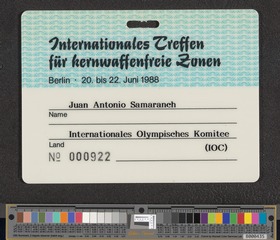 Internationales Treffen
für kernwaffenfreie Zonen
Berlin · 20. bis 22. Juni 1988
Juan Antonio Samaranch
Name
Internationales Olympisches Komitee
Land
(IOC)
Nº 000922